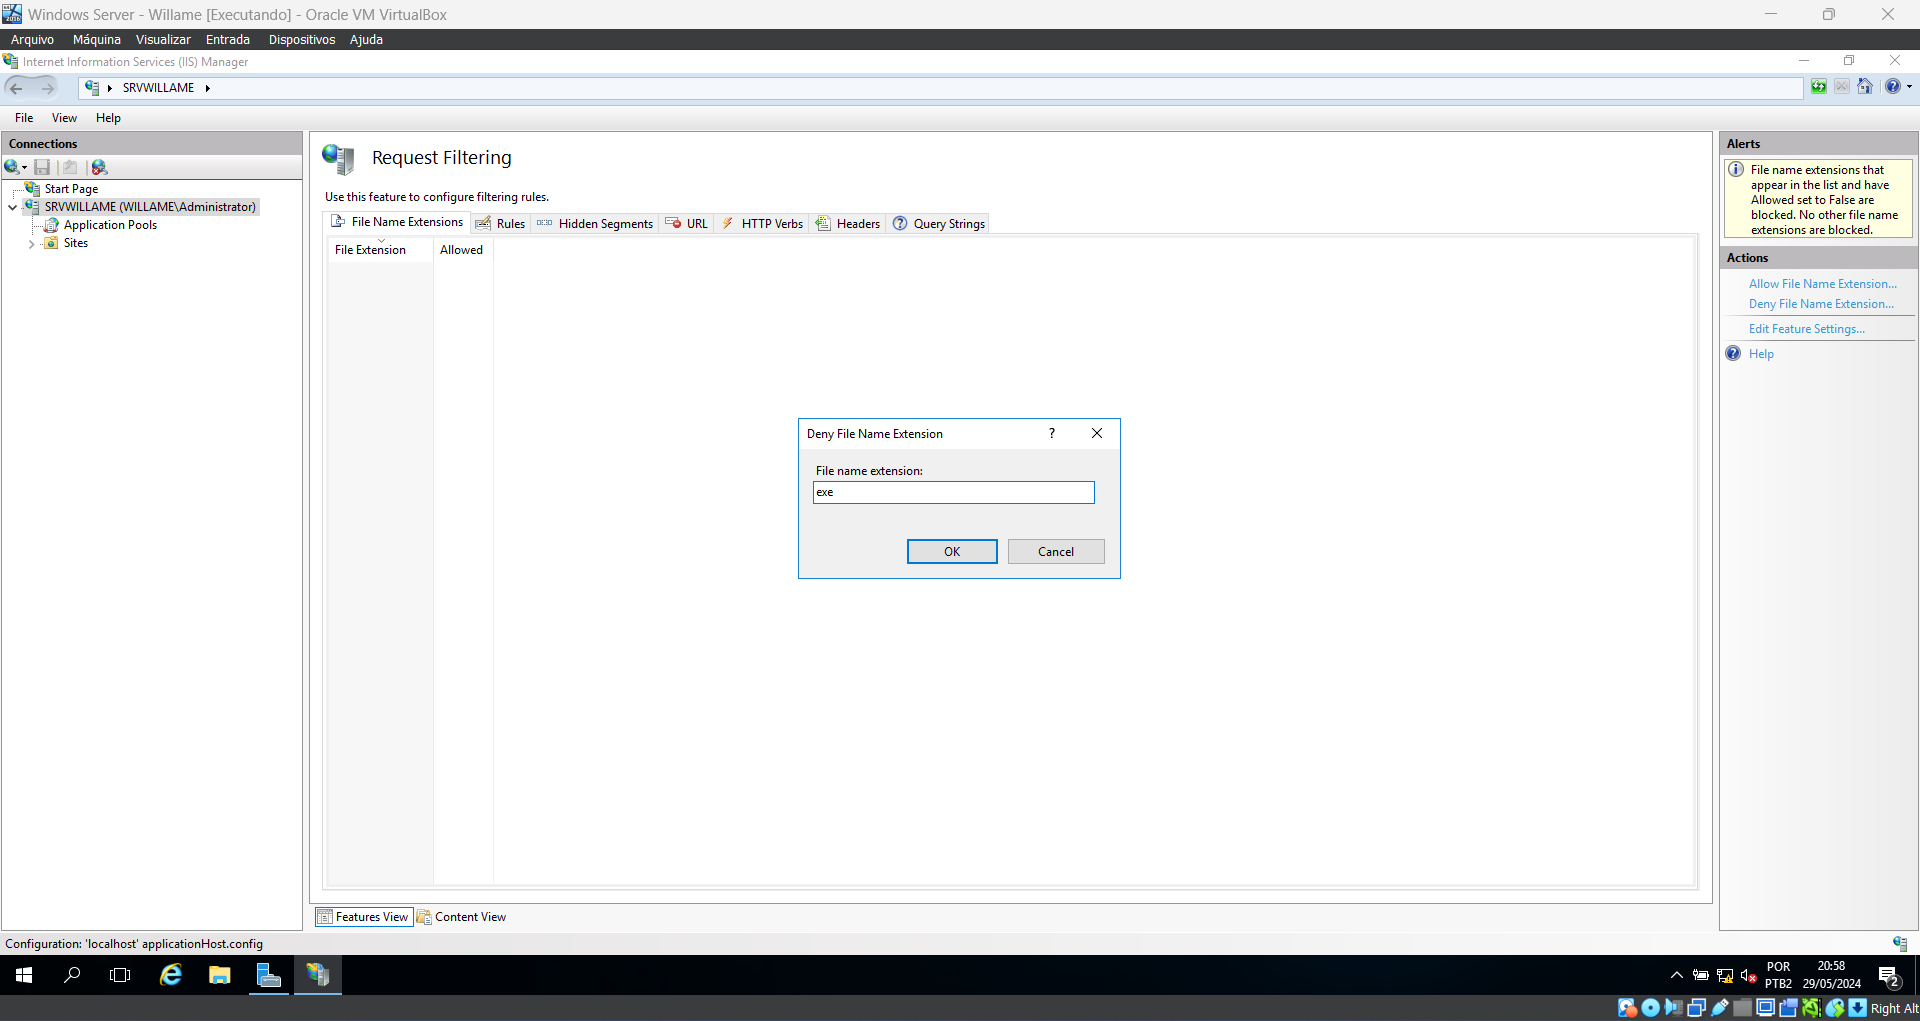 Windows Server - Willame [Executando] - Oracle VM VirtualBox
Arquivo Máquina Visualizar Entrada Dispositivos Ajuda
Internet Information Services (IIS) Manager
SRVWILLAME
File View Help
Connections
Start Page
SRVWILLAME (WILLAME\Administrator)
Application Pools
Sites
Request Filtering
Use this feature to configure filtering rules.
File Name Extensions Rules Hidden Segments URL HTTP Verbs Headers Query Strings
File Extension Allowed
Deny File Name Extension ?
File name extension:
exe
OK Cancel
Features View Content View
Alerts
File name extensions that
appear in the list and have
Allowed set to False are
blocked. No other file name
extensions are blocked.
Actions
Allow File Name Extension...
Deny File Name Extension...
Edit Feature Settings...
Help
Configuration: 'localhost' applicationHost.config
POR
PTB2
20:58
29/05/2024
2
Right Alt